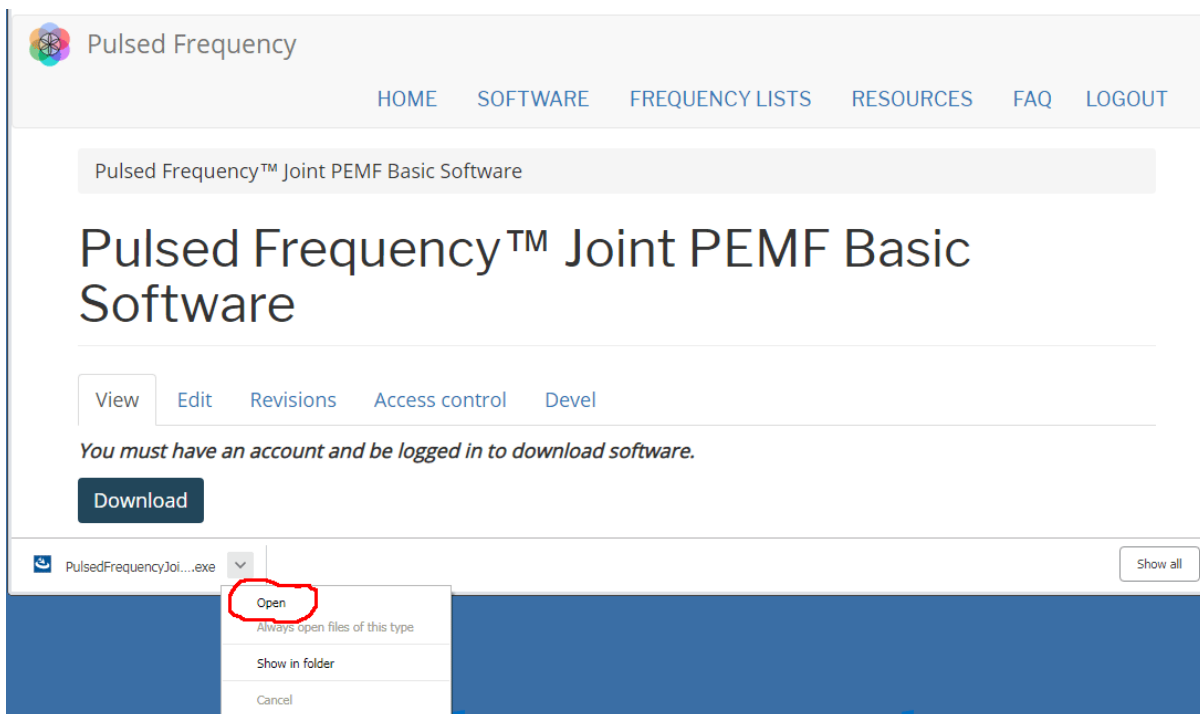 Pulsed Frequency
HOME SOFTWARE FREQUENCY LISTS RESOURCES FAQ LOGOUT
Pulsed Frequency™ Joint PEMF Basic Software
Pulsed Frequency™ Joint PEMF Basic
Software
View Edit Revisions Access control Devel
You must have an account and be logged in to download software.
Download
PulsedFrequencyJoi....exe
Show all
Open
Always open files of this type
Show in folder
Cancel